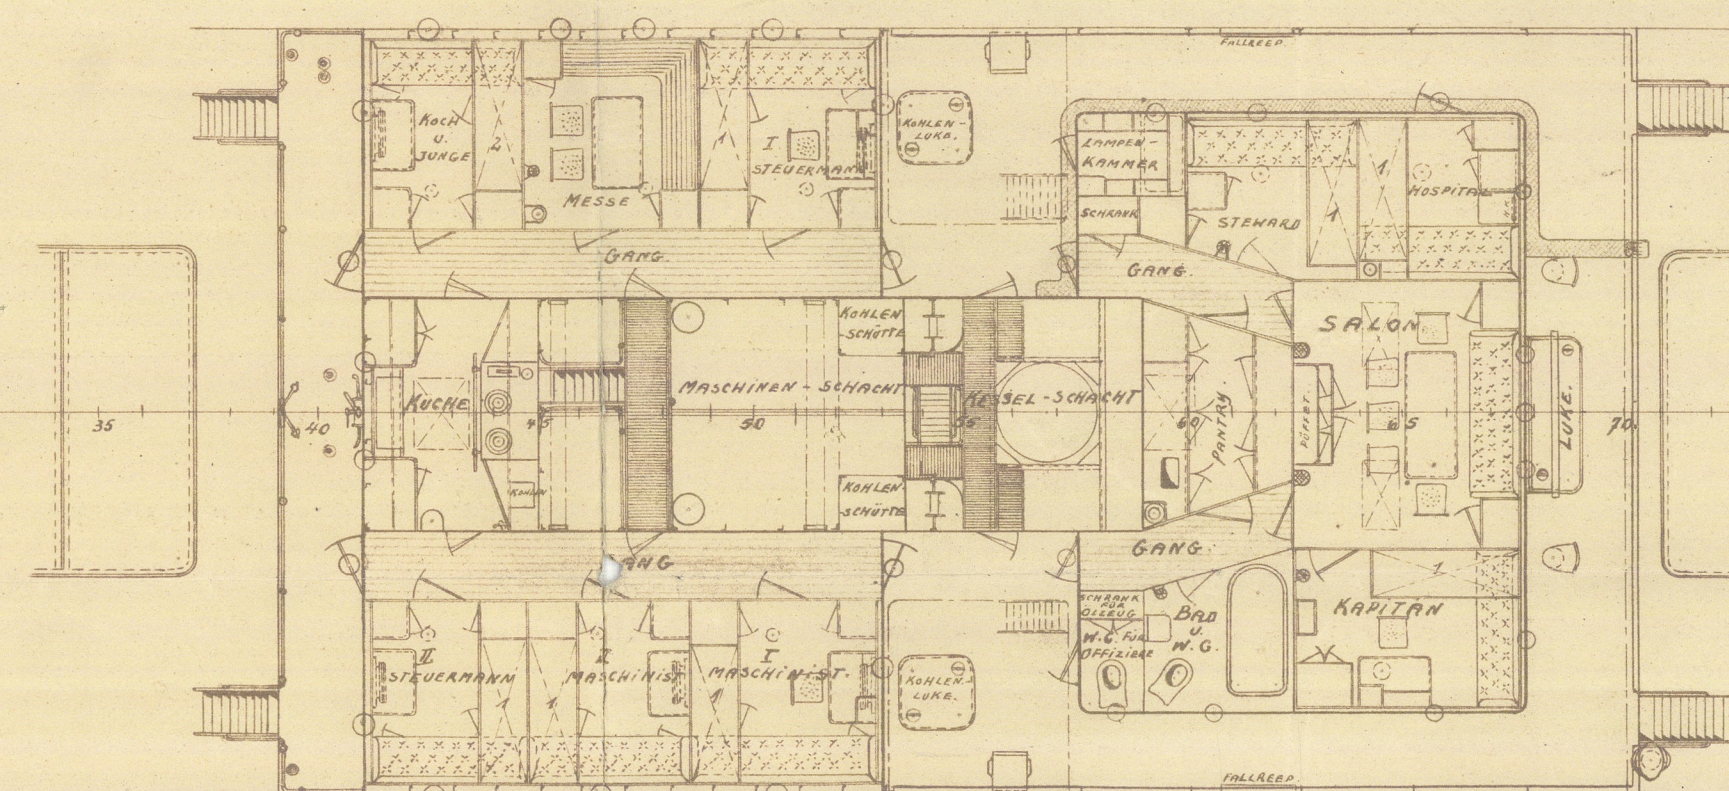 FALLREEP
KOCH
U.
JUNGE
2
MESSE
1
I
STEUERMANN
KOHLEN-
LUKE.
LAMPEN-
KAMMER
SCHRANK
STEWARD
1
1
HOSPITAL
GANG.
GANG.
KOHLEN
-SCHÜTTE
SALON
MASCHINEN - SCHACHT
KESSEL - SCHACHT
KÜCHE
PANTRY.
BÜFFET.
LUKE.
35
40
45
50
55
60
65
70
KOHLEN
KOHLEN-
SCHÜTTE
GANG
GANG.
1
KAPITÄN
SCHRANK
FÜR
ÖLZEUG
W.C. FÜR
OFFIZIERE
BAD
U.
W.C.
II
STEUERMANN
1
1
II
MASCHINIST
1
I
MASCHINIST.
KOHLEN-
LUKE.
FALLREEP